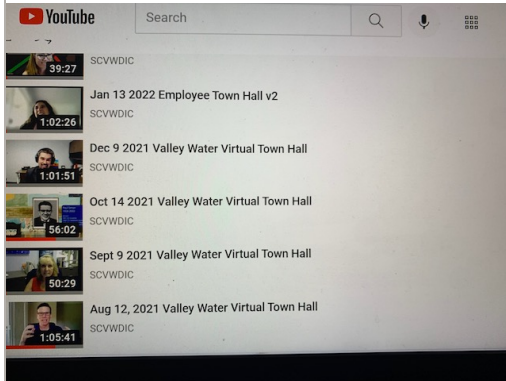 YouTube
Search
39:27
SCVWDIC
1:02:26
Jan 13 2022 Employee Town Hall v2
SCVWDIC
1:01:51
Dec 9 2021 Valley Water Virtual Town Hall
SCVWDIC
56:02
Oct 14 2021 Valley Water Virtual Town Hall
SCVWDIC
50:29
Sept 9 2021 Valley Water Virtual Town Hall
SCVWDIC
1:05:41
Aug 12, 2021 Valley Water Virtual Town Hall
SCVWDIC